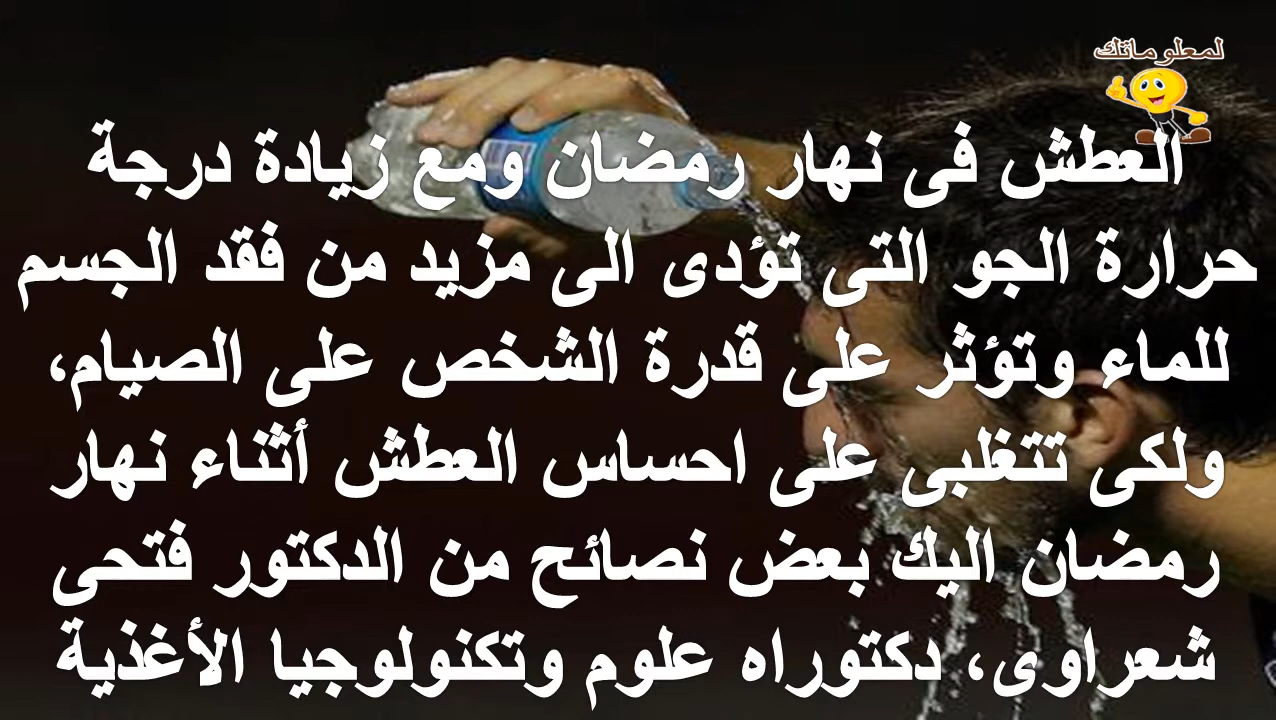 لمعلوماتك
العطش فى نهار رمضان ومع زيادة درجة
حرارة الجو التى تؤدى الى مزيد من فقد الجسم
للماء وتؤثر على قدرة الشخص على الصيام،
ولكى تتغلبى على احساس العطش أثناء نهار
رمضان اليك بعض نصائح من الدكتور فتحى
شعراوى، دكتوراه علوم وتكنولوجيا الأغذية